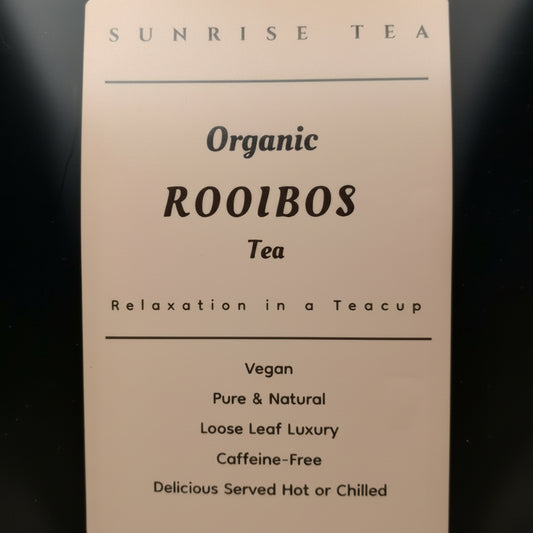 SUNRISE TEA
Organic
ROOIBOS
Tea
Relaxation in a Teacup
Vegan
Pure & Natural
Loose Leaf Luxury
Caffeine-Free
Delicious Served Hot or Chilled